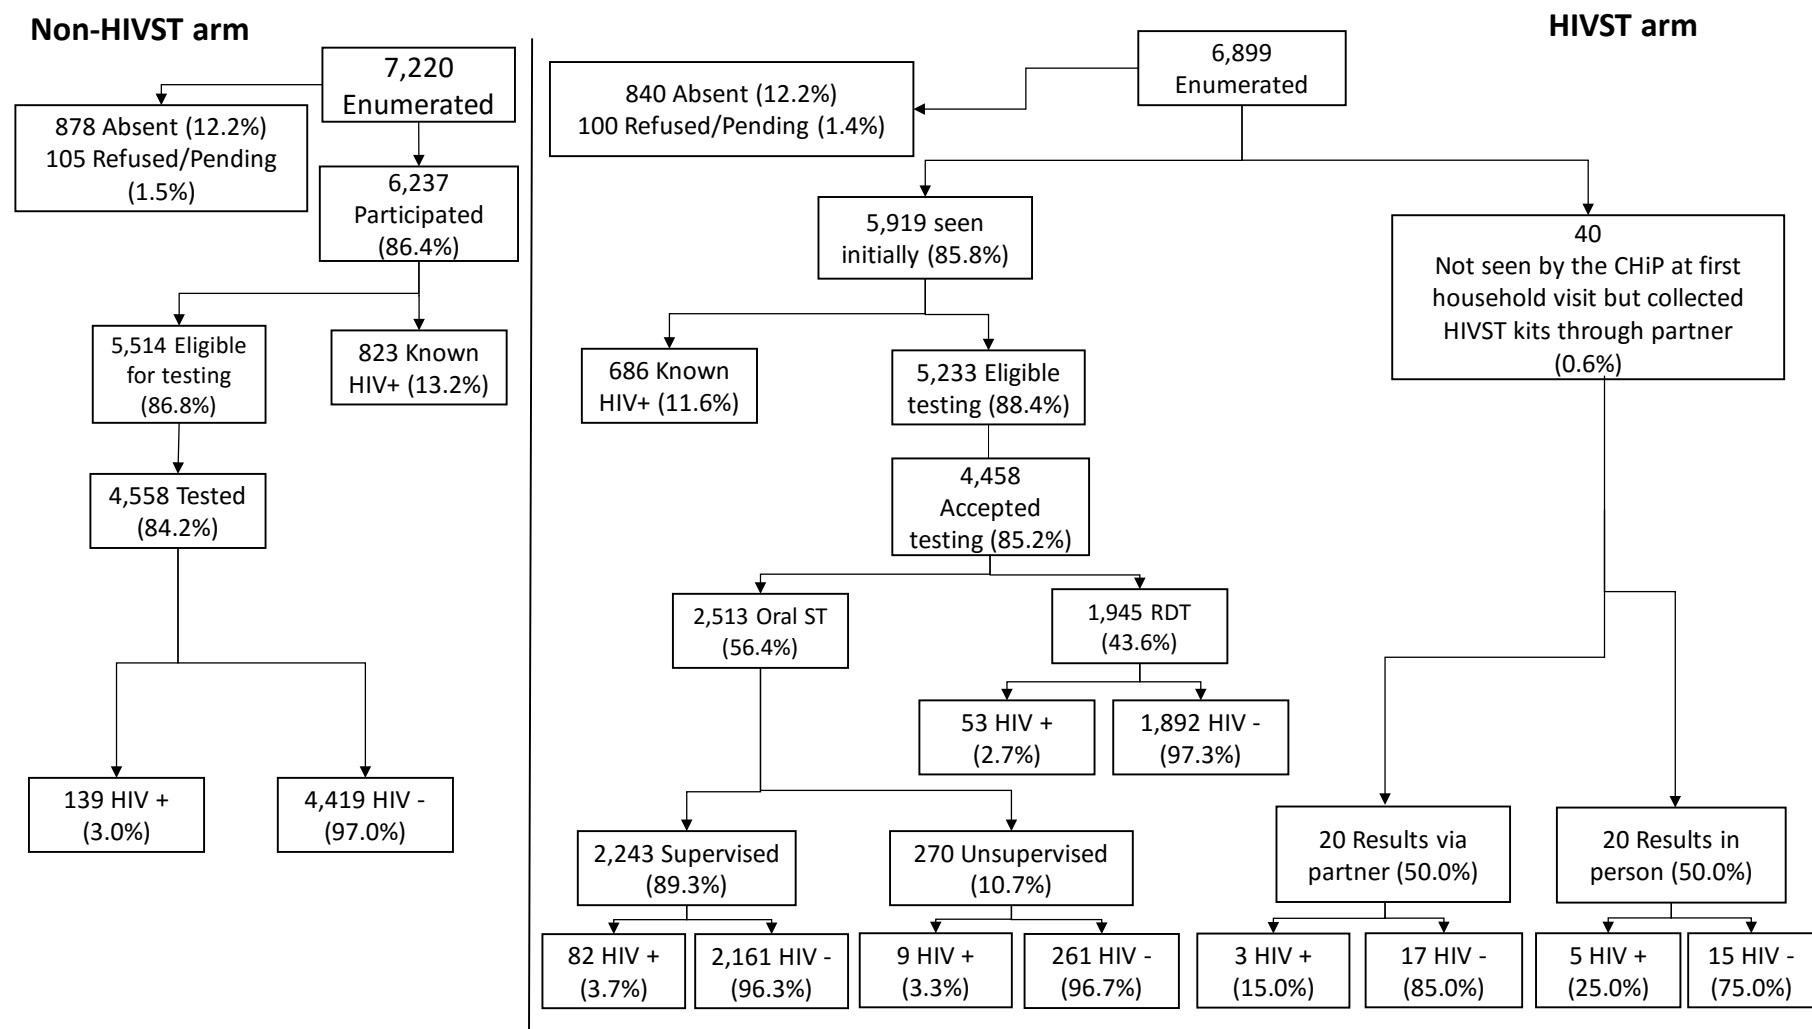 Non-HIVST arm
7,220
Enumerated
878 Absent (12.2%)
105 Refused/Pending
(1.5%)
6,237
Participated
(86.4%)
5,514 Eligible
for testing
(86.8%)
823 Known
HIV+ (13.2%)
4,558 Tested
(84.2%)
139 HIV +
(3.0%)
4,419 HIV -
(97.0%)
HIVST arm
6,899
Enumerated
840 Absent (12.2%)
100 Refused/Pending (1.4%)
5,919 seen
initially (85.8%)
40
Not seen by the CHiP at first
household visit but collected
HIVST kits through partner
(0.6%)
686 Known
HIV+ (11.6%)
5,233 Eligible
testing (88.4%)
4,458
Accepted
testing (85.2%)
2,513 Oral ST
(56.4%)
1,945 RDT
(43.6%)
53 HIV +
(2.7%)
1,892 HIV -
(97.3%)
2,243 Supervised
(89.3%)
270 Unsupervised
(10.7%)
20 Results via
partner (50.0%)
20 Results in
person (50.0%)
82 HIV +
(3.7%)
2,161 HIV -
(96.3%)
9 HIV +
(3.3%)
261 HIV -
(96.7%)
3 HIV +
(15.0%)
17 HIV -
(85.0%)
5 HIV +
(25.0%)
15 HIV -
(75.0%)